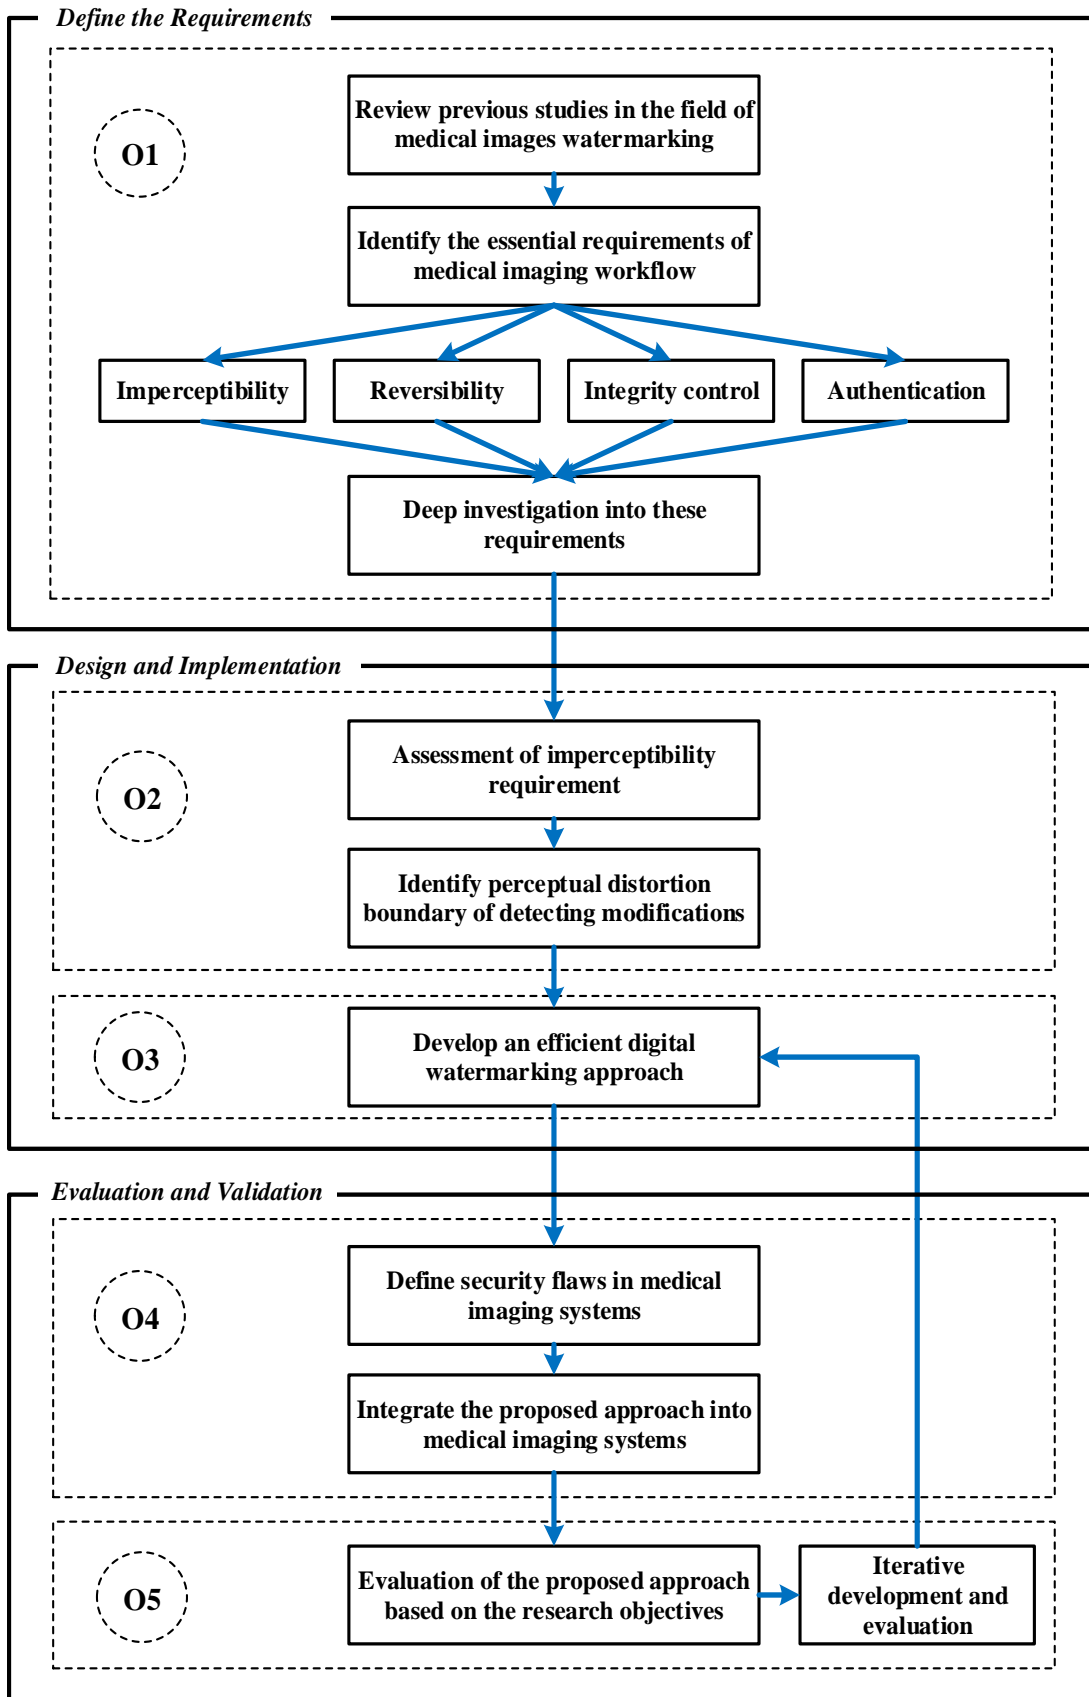 Define the Requirements
O1
Review previous studies in the field of
medical images watermarking
Identify the essential requirements of
medical imaging workflow
Imperceptibility
Reversibility
Integrity control
Authentication
Deep investigation into these
requirements
Design and Implementation
O2
Assessment of imperceptibility
requirement
Identify perceptual distortion
boundary of detecting modifications
O3
Develop an efficient digital
watermarking approach
Evaluation and Validation
O4
Define security flaws in medical
imaging systems
Integrate the proposed approach into
medical imaging systems
O5
Evaluation of the proposed approach
based on the research objectives
Iterative
development and
evaluation